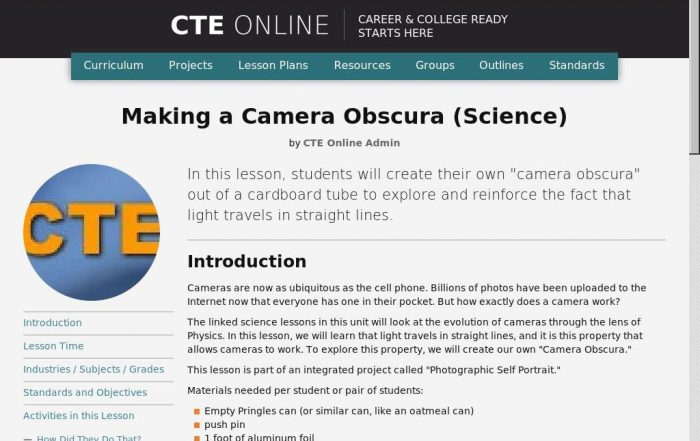 CTE ONLINE
CAREER & COLLEGE READY
STARTS HERE
Curriculum Projects Lesson Plans Resources Groups Outlines Standards
Making a Camera Obscura (Science)
by CTE Online Admin
CTE
In this lesson, students will create their own "camera obscura"
out of a cardboard tube to explore and reinforce the fact that
light travels in straight lines.
Introduction
Lesson Time
Industries / Subjects / Grades
Standards and Objectives
Activities in this Lesson
— How Did They Do That?
Introduction
Cameras are now as ubiquitous as the cell phone. Billions of photos have been uploaded to the
Internet now that everyone has one in their pocket. But how exactly does a camera work?
The linked science lessons in this unit will look at the evolution of cameras through the lens of
Physics. In this lesson, we will learn that light travels in straight lines, and it is this property that
allows cameras to work. To explore this property, we will create our own "Camera Obscura."
This lesson is part of an integrated project called "Photographic Self Portrait."
Materials needed per student or pair of students:
Empty Pringles can (or similar can, like an oatmeal can)
push pin
1 foot of aluminum foil